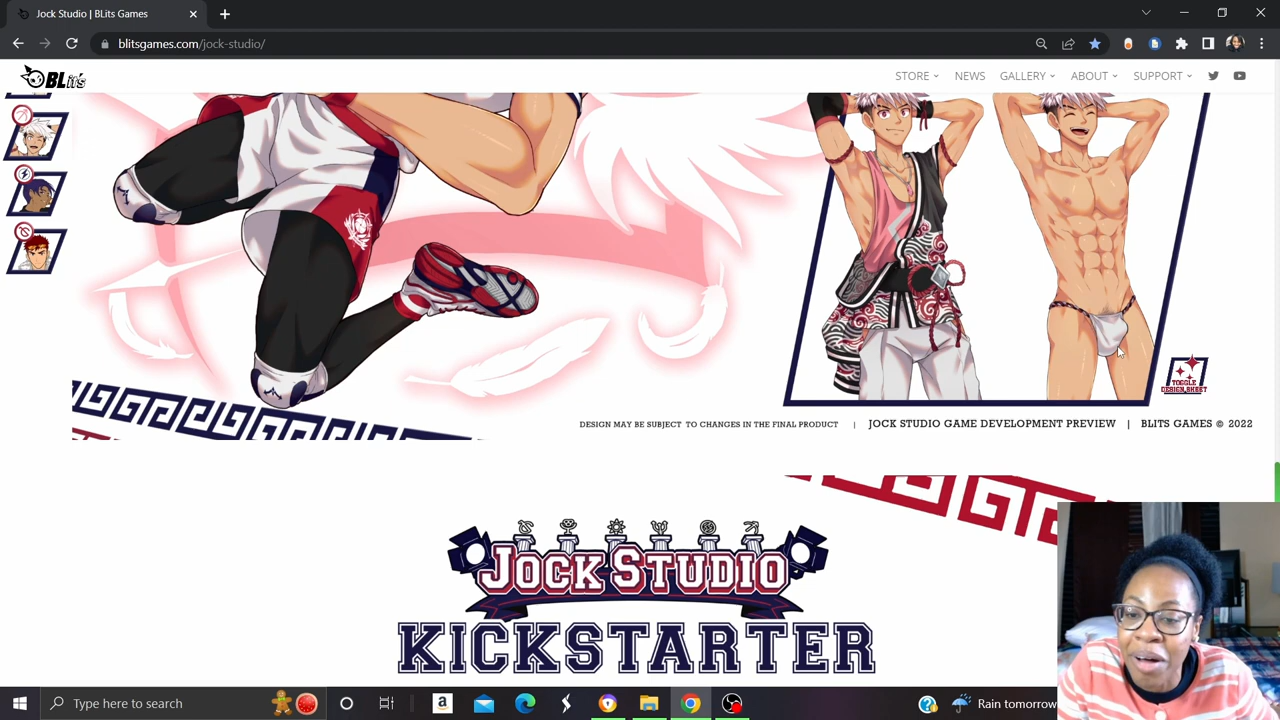 Jock Studio | BLits Games
blitsgames.com/jock-studio/
BLits
STORE
NEWS
GALLERY
ABOUT
SUPPORT
TOGGLE
DESIGN SHEET
DESIGN MAY BE SUBJECT TO CHANGES IN THE FINAL PRODUCT | JOCK STUDIO GAME DEVELOPMENT PREVIEW | BLITS GAMES © 2022
JOCK STUDIO
KICKSTARTER
Type here to search
a
Rain tomorrow